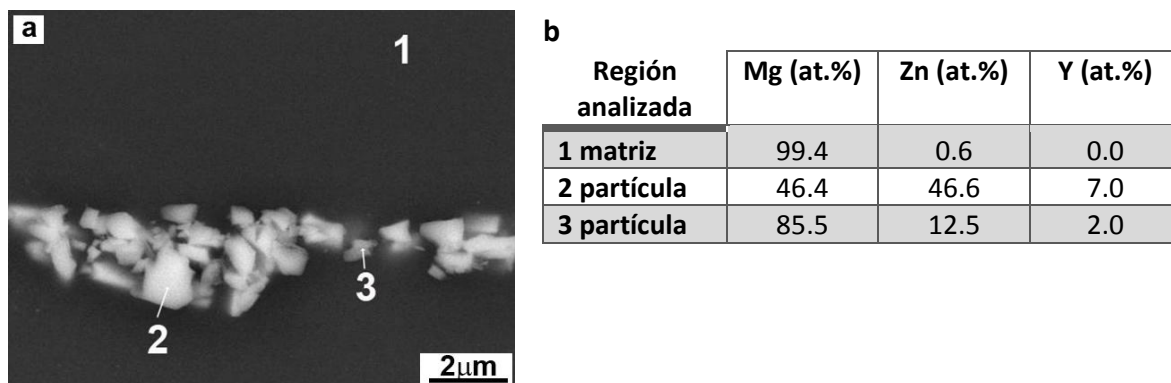 a
1
2
3
2μm
b
Región analizada Mg (at.%) Zn (at.%) Y (at.%)
1 matriz 99.4 0.6 0.0
2 partícula 46.4 46.6 7.0
3 partícula 85.5 12.5 2.0